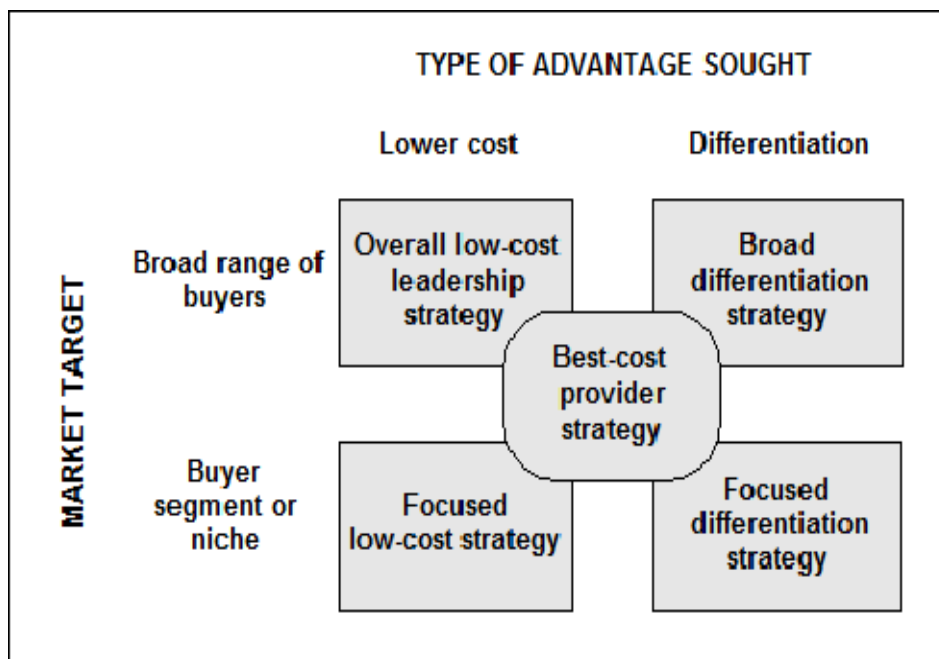 TYPE OF ADVANTAGE SOUGHT
Lower cost
Differentiation
MARKET TARGET
Broad range of
buyers
Overall low-cost
leadership
strategy
Broad
differentiation
strategy
Best-cost
provider
strategy
Buyer
segment or
niche
Focused
low-cost strategy
Focused
differentiation
strategy